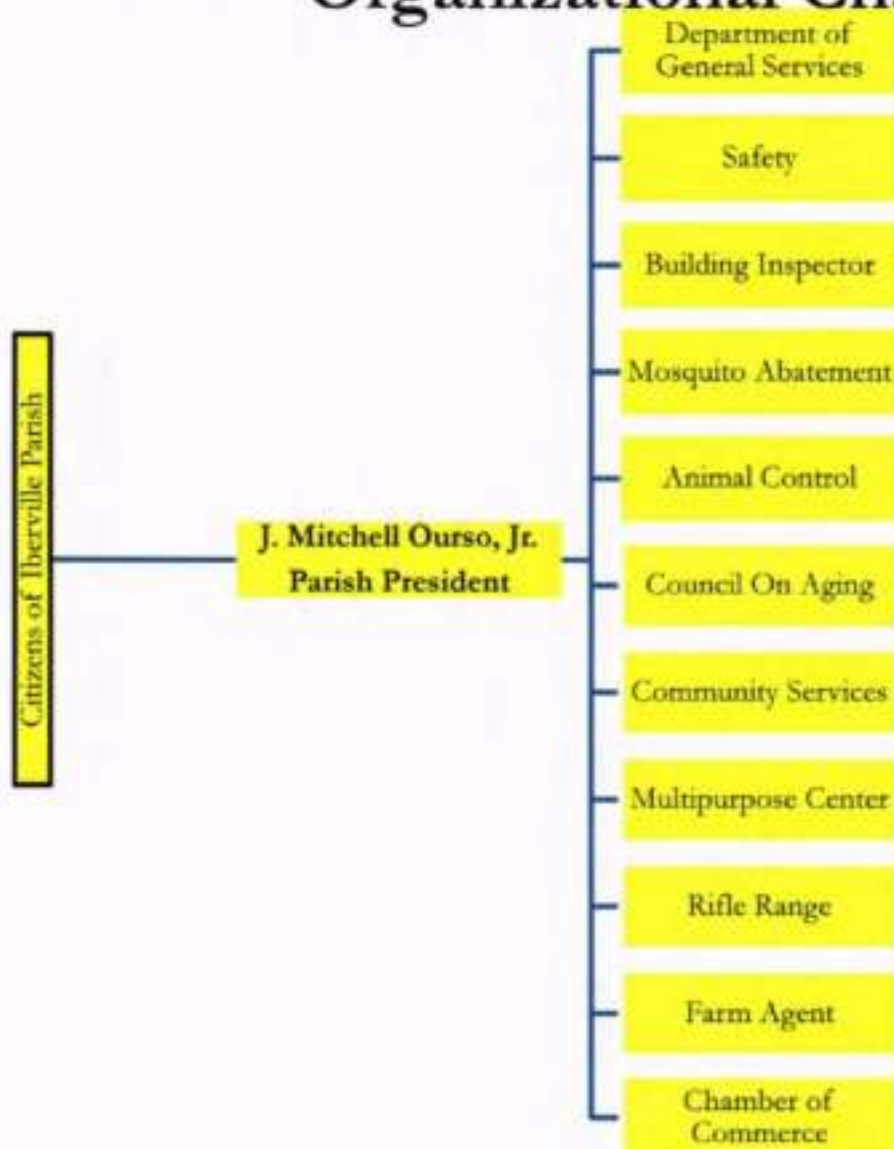 Organizational
Department of
General Services
Safety
Building Inspector
Mosquito Abatement
Animal Control
Council On Aging
Community Services
Multipurpose Center
Rifle Range
Farm Agent
Chamber of
Commerce
J. Mitchell Ourso, Jr.
Parish President
Citizens of Iberville Parish